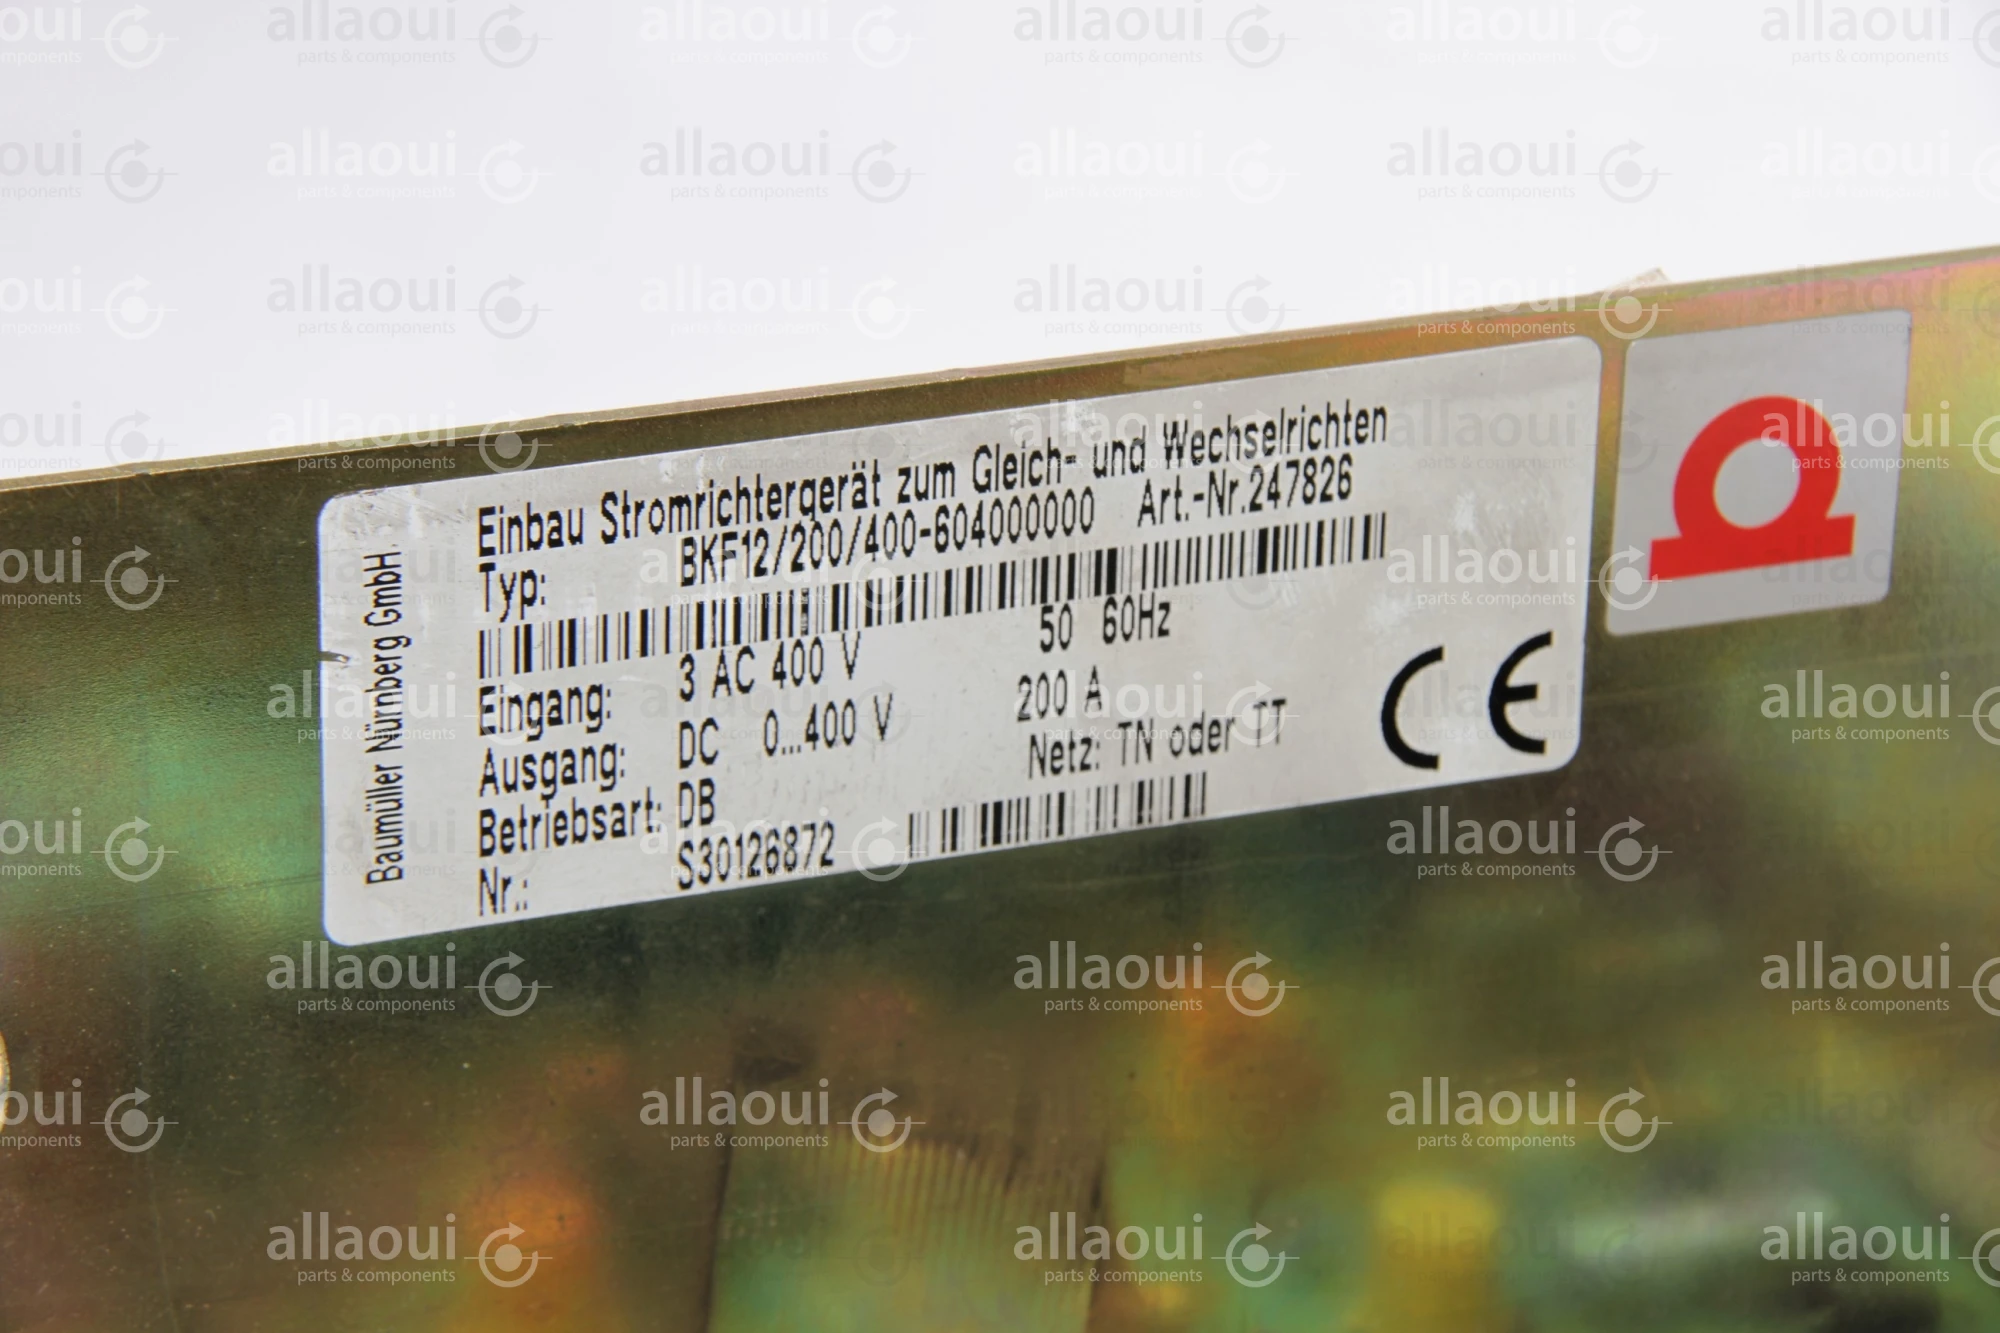 Baumüller Nürnberg GmbH.
Einbau Stromrichtergerät zum Gleich- und Wechselrichten
Typ: BKF12/200/400-604000000 Art.-Nr.247826
Eingang: 3 AC 400 V 50 60Hz
Ausgang: DC 0...400 V 200 A
Betriebsart: DB Netz: TN oder TT
Nr.: S30126872
CE
allaoui
parts & components